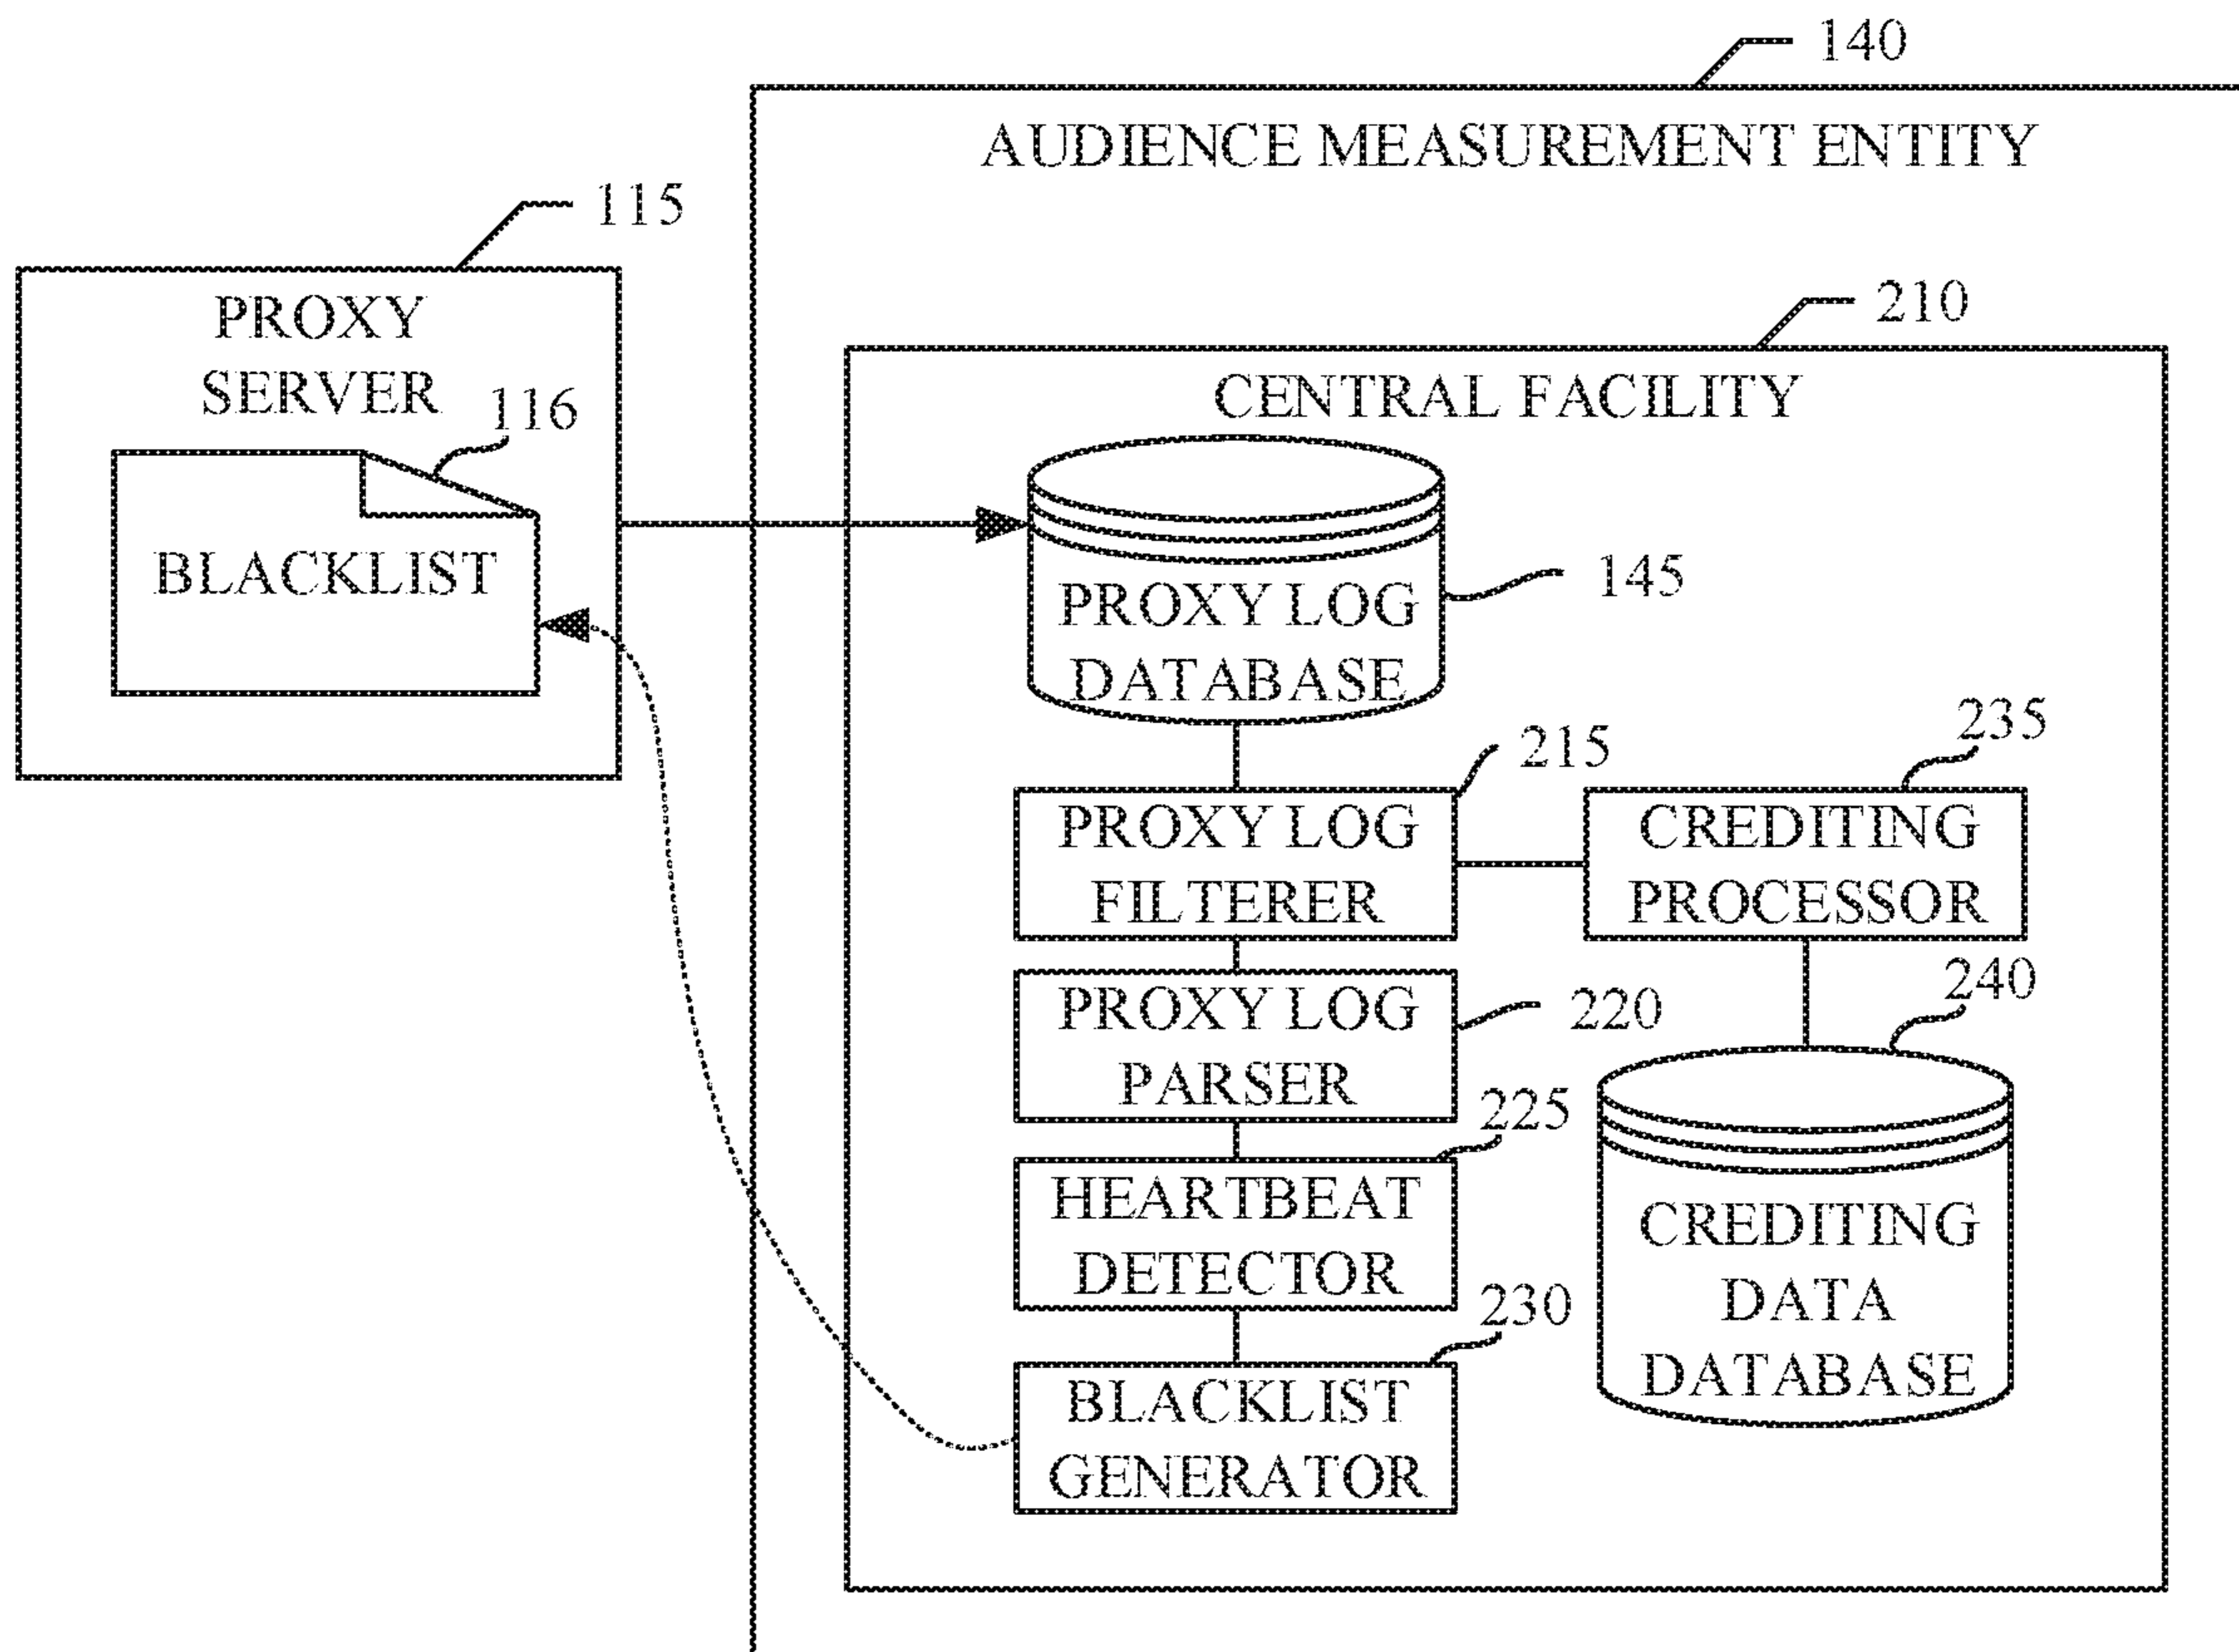 140
AUDIENCE MEASUREMENT ENTITY
115
PROXY
SERVER
116
BLACKLIST
210
CENTRAL FACILITY
PROXY LOG
DATABASE
145
215
PROXY LOG
FILTERER
235
CREDITING
PROCESSOR
PROXY LOG
PARSER
220
240
CREDITING
DATA
DATABASE
225
HEARTBEAT
DETECTOR
230
BLACKLIST
GENERATOR